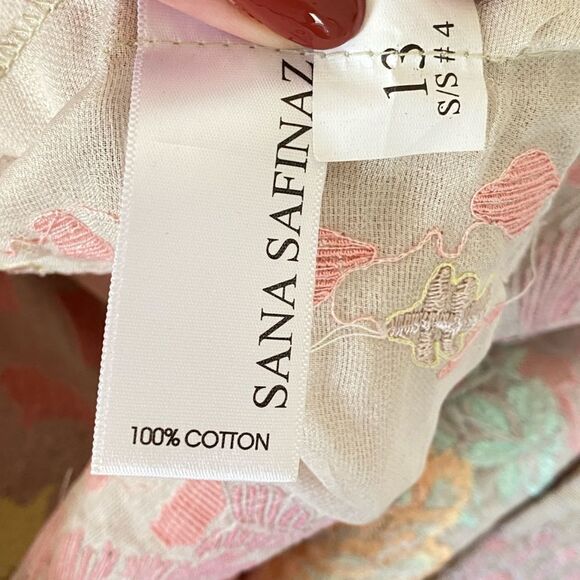 SANA SAFINAZ
100% COTTON
13
S/S # 4